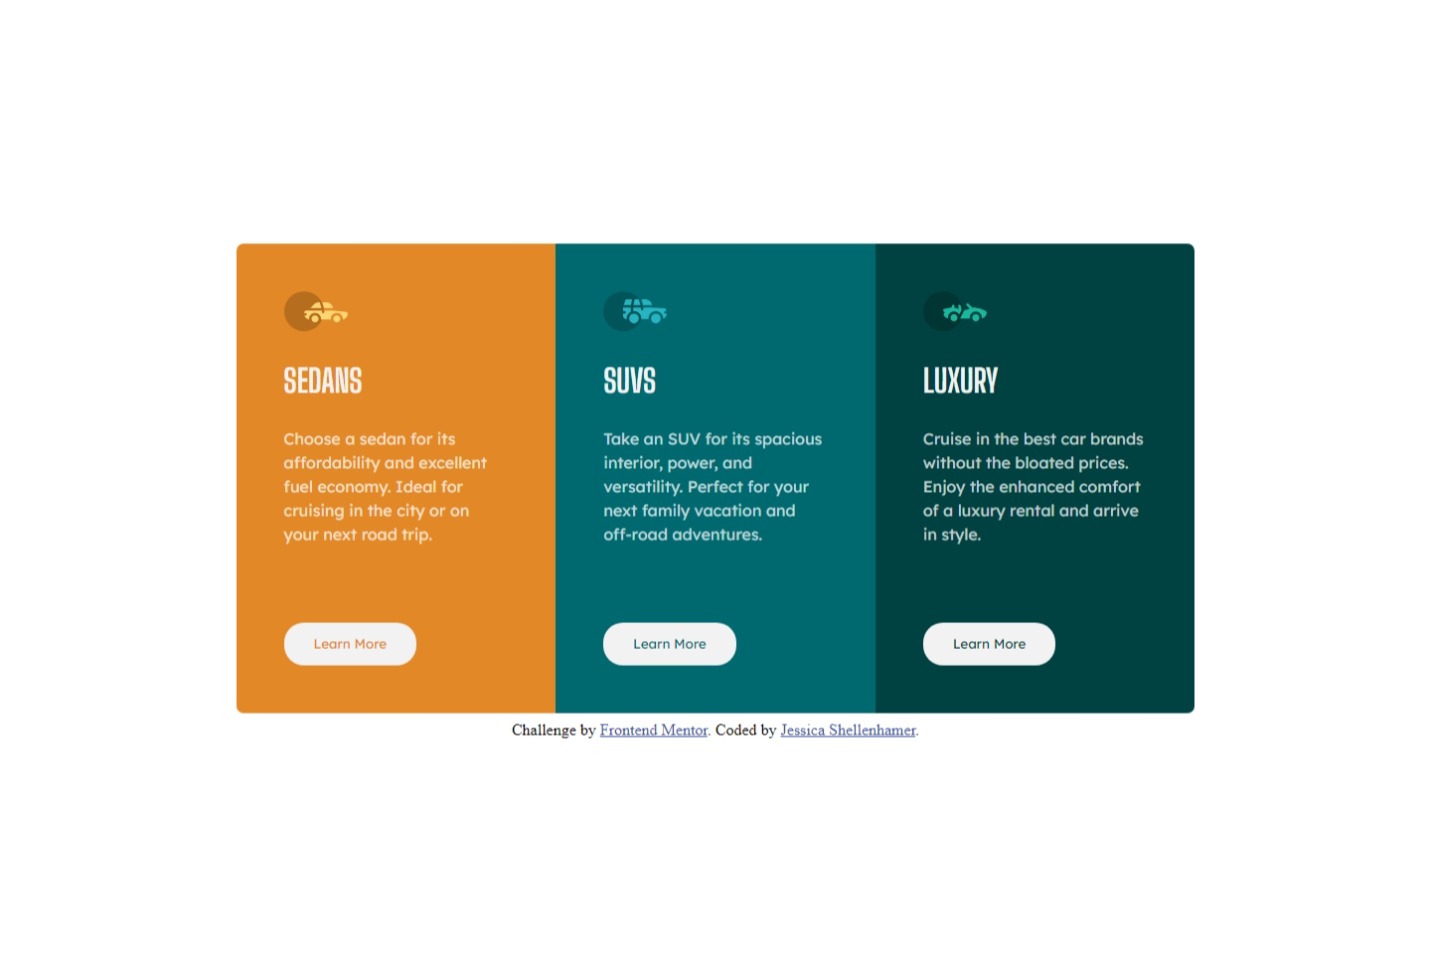 SEDANS
Choose a sedan for its
affordability and excellent
fuel economy. Ideal for
cruising in the city or on
your next road trip.
Learn More
SUVS
Take an SUV for its spacious
interior, power, and
versatility. Perfect for your
next family vacation and
off-road adventures.
Learn More
LUXURY
Cruise in the best car brands
without the bloated prices.
Enjoy the enhanced comfort
of a luxury rental and arrive
in style.
Learn More
Challenge by Frontend Mentor. Coded by Jessica Shellenhamer.